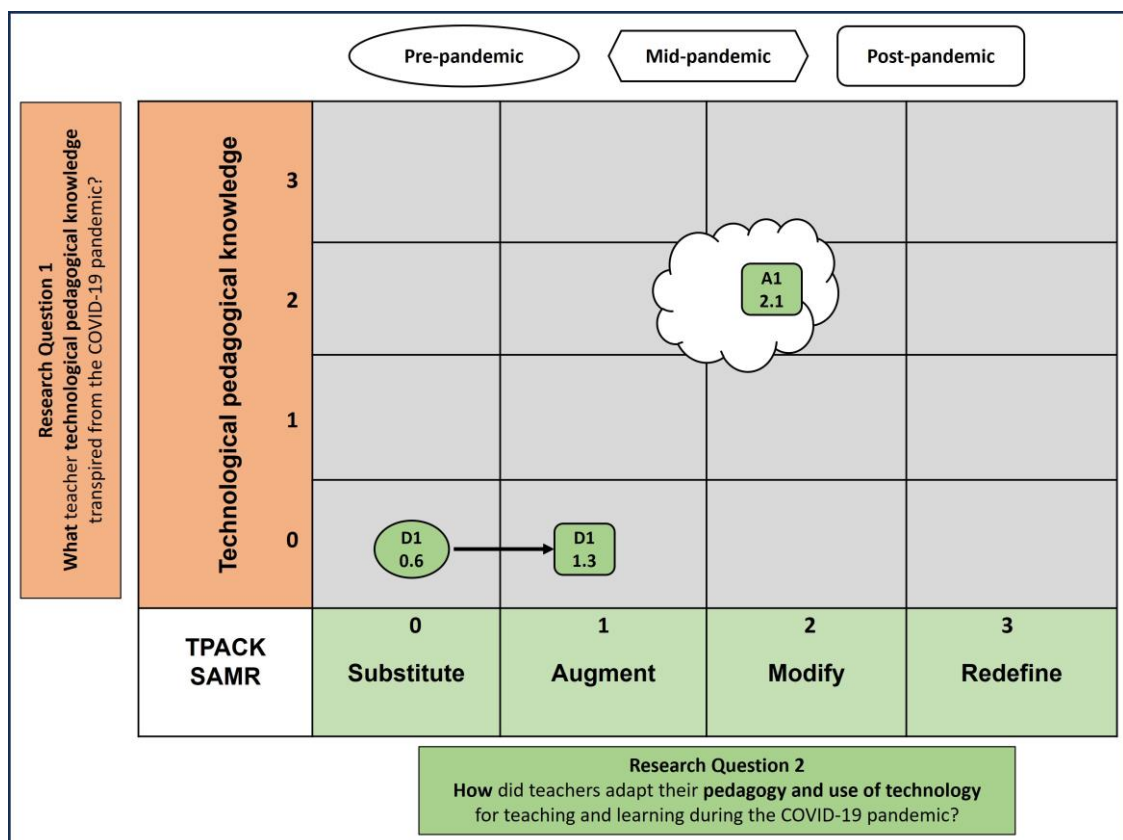 Pre-pandemic
Mid-pandemic
Post-pandemic
Research Question 1
What teacher technological pedagogical knowledge
transpired from the COVID-19 pandemic?
Technological pedagogical knowledge
3
2
1
0
A1
2.1
D1
0.6
D1
1.3
TPACK
SAMR
0
Substitute
1
Augment
2
Modify
3
Redefine
Research Question 2
How did teachers adapt their pedagogy and use of technology
for teaching and learning during the COVID-19 pandemic?